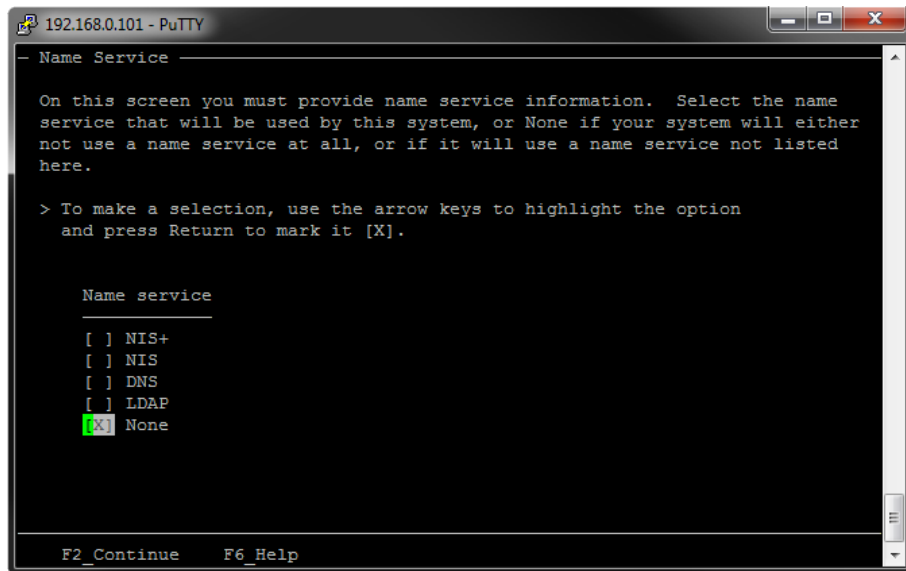 192.168.0.101 - PuTTY
Name Service
On this screen you must provide name service information.  Select the name
service that will be used by this system, or None if your system will either
not use a name service at all, or if it will use a name service not listed
here.
> To make a selection, use the arrow keys to highlight the option
and press Return to mark it [X].
Name service
[ ] NIS+
[ ] NIS
[ ] DNS
[ ] LDAP
[X] None
F2_Continue    F6_Help